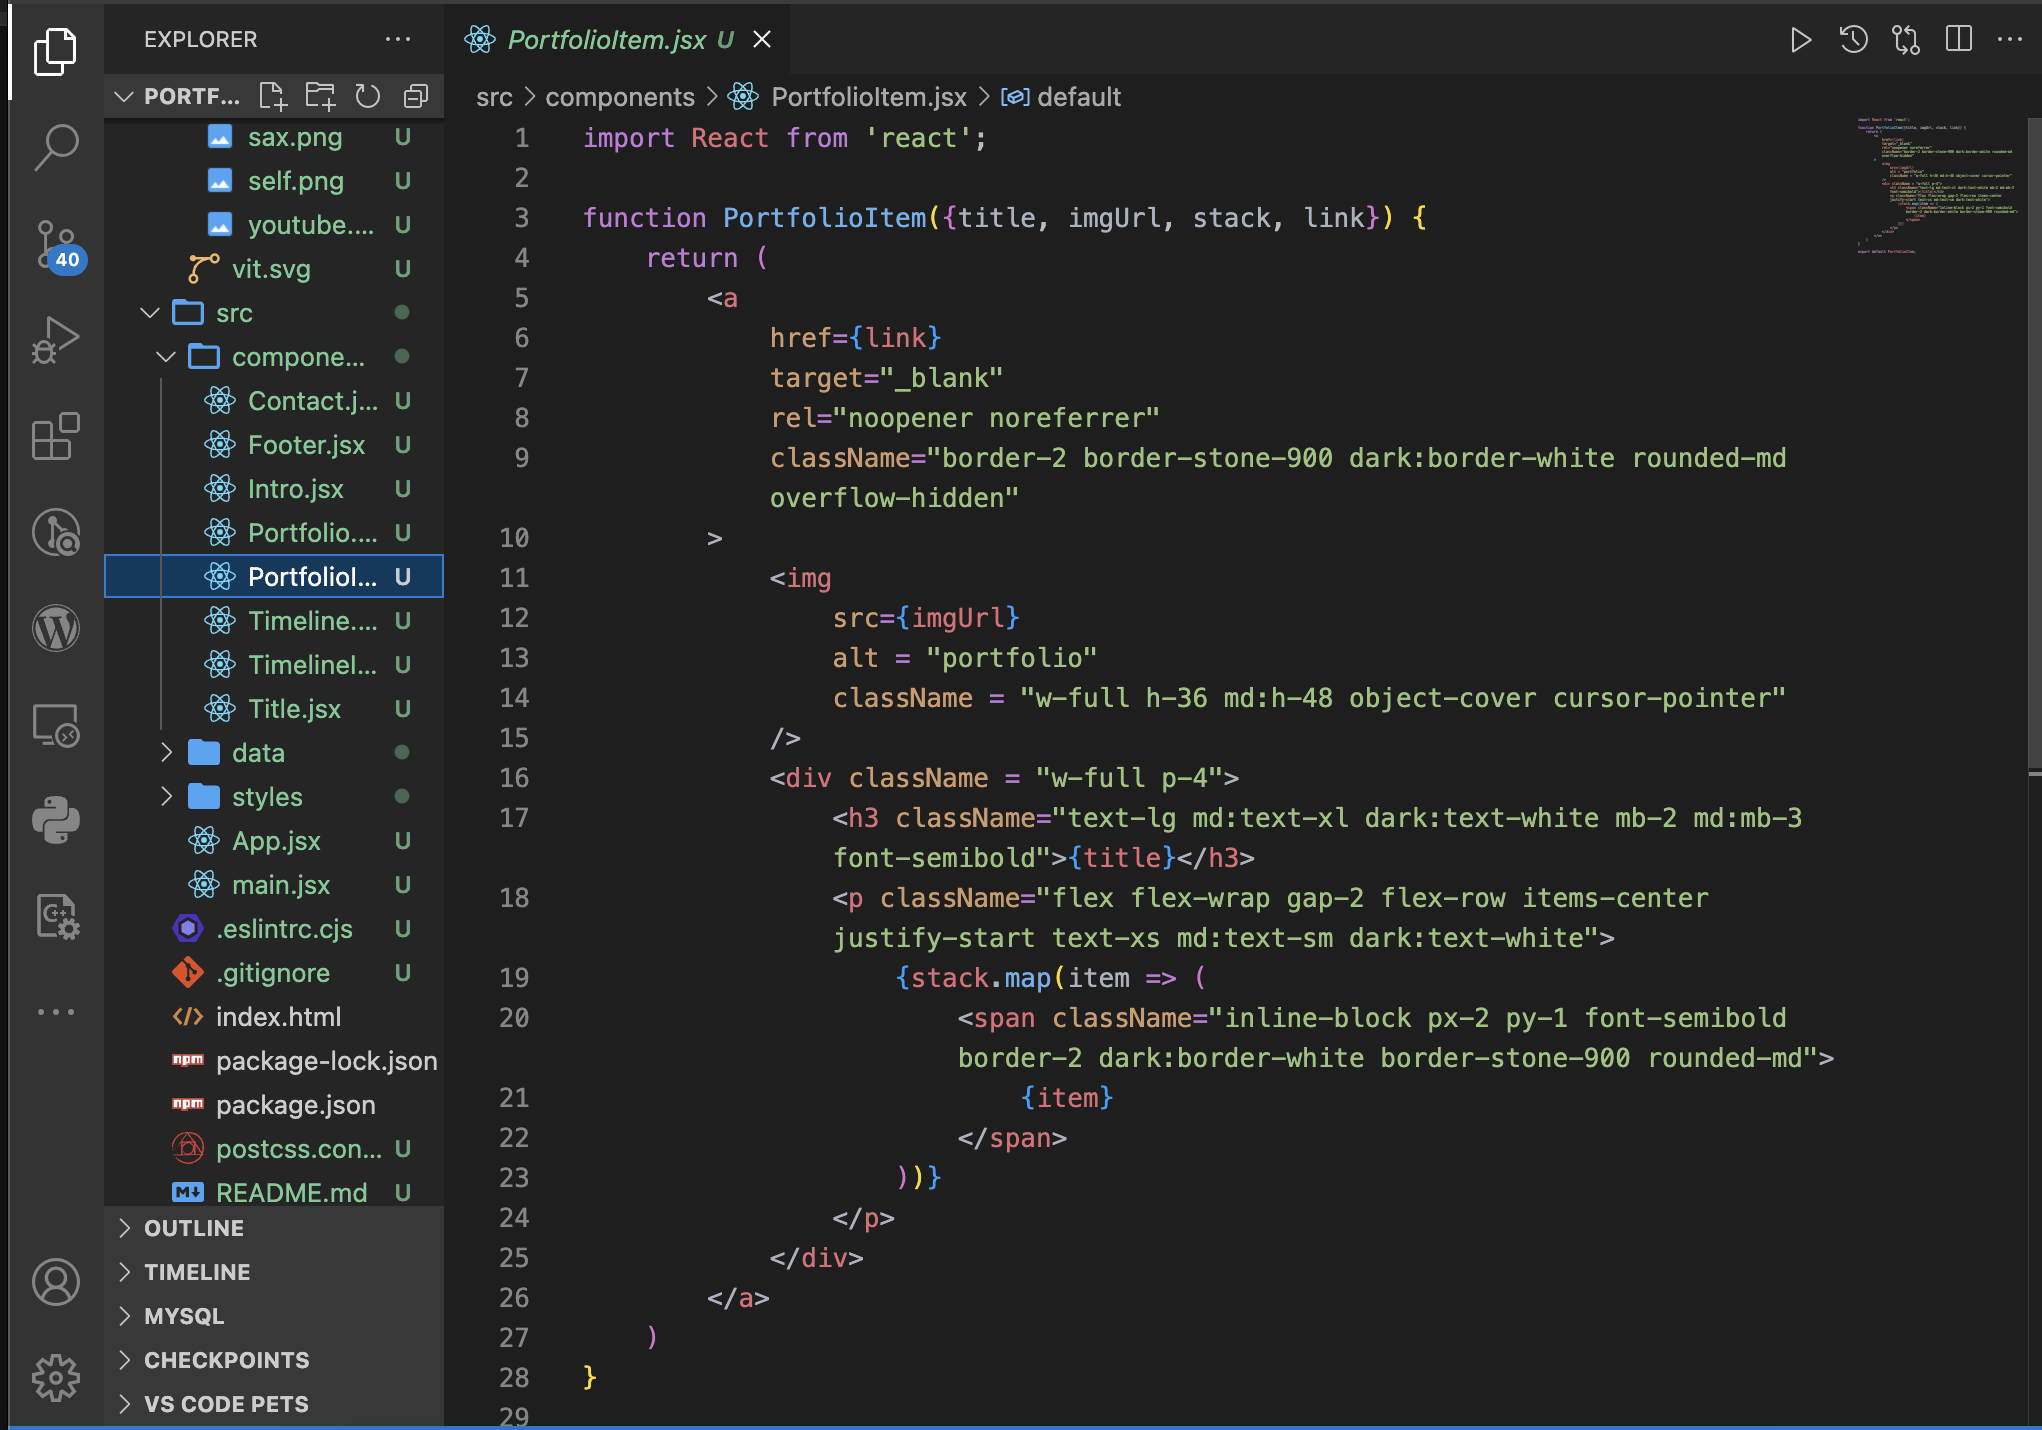 EXPLORER
PORTF...
sax.png U
self.png U
youtube.... U
vit.svg U
src
compone...
Contact.j... U
Footer.jsx U
Intro.jsx U
Portfolio.... U
PortfolioI... U
Timeline.... U
TimelineI... U
Title.jsx U
data
styles
App.jsx U
main.jsx U
.eslintrc.cjs U
.gitignore U
index.html
package-lock.json
package.json
postcss.con... U
README.md U
OUTLINE
TIMELINE
MYSQL
CHECKPOINTS
VS CODE PETS
40
PortfolioItem.jsx U
src > components > PortfolioItem.jsx > default
1 import React from 'react';
2
3 function PortfolioItem({title, imgUrl, stack, link}) {
4 return (
5 <a
6 href={link}
7 target="_blank"
8 rel="noopener noreferrer"
9 className="border-2 border-stone-900 dark:border-white rounded-md
overflow-hidden"
10 >
11 <img
12 src={imgUrl}
13 alt = "portfolio"
14 className = "w-full h-36 md:h-48 object-cover cursor-pointer"
15 />
16 <div className = "w-full p-4">
17 <h3 className="text-lg md:text-xl dark:text-white mb-2 md:mb-3
font-semibold">{title}</h3>
18 <p className="flex flex-wrap gap-2 flex-row items-center
justify-start text-xs md:text-sm dark:text-white">
19 {stack.map(item => (
20 <span className="inline-block px-2 py-1 font-semibold
border-2 dark:border-white border-stone-900 rounded-md">
21 {item}
22 </span>
23 ))}
24 </p>
25 </div>
26 </a>
27 )
28 }
29